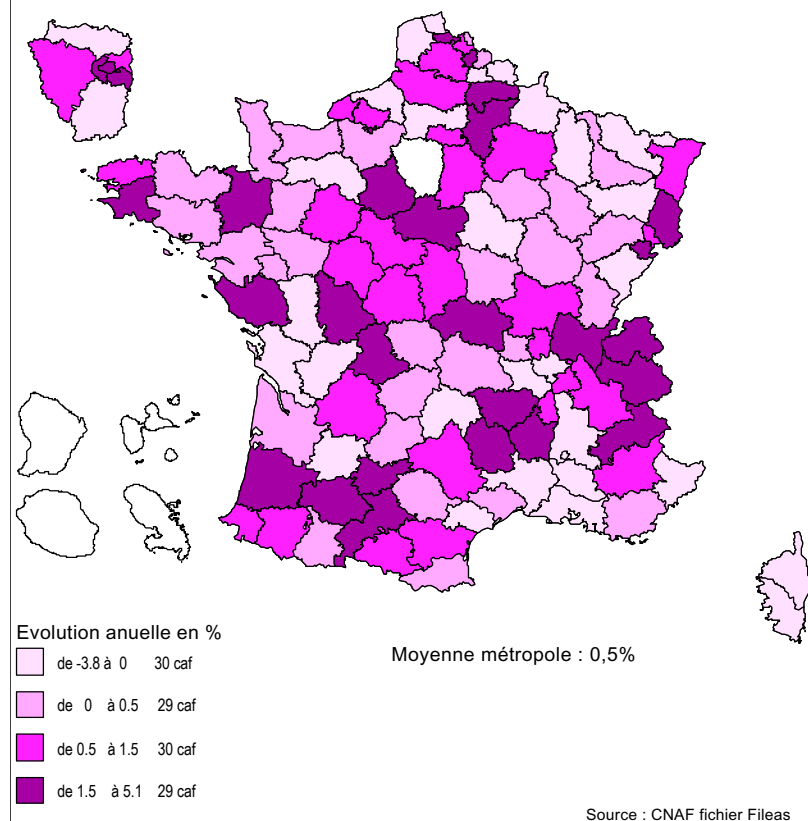 Evolution anuelle en %
de -3.8 à 0 30 caf
Moyenne métropole : 0,5%
de 0 à 0.5 29 caf
de 0.5 à 1.5 30 caf
de 1.5 à 5.1 29 caf
Source : CNAF fichier Fileas